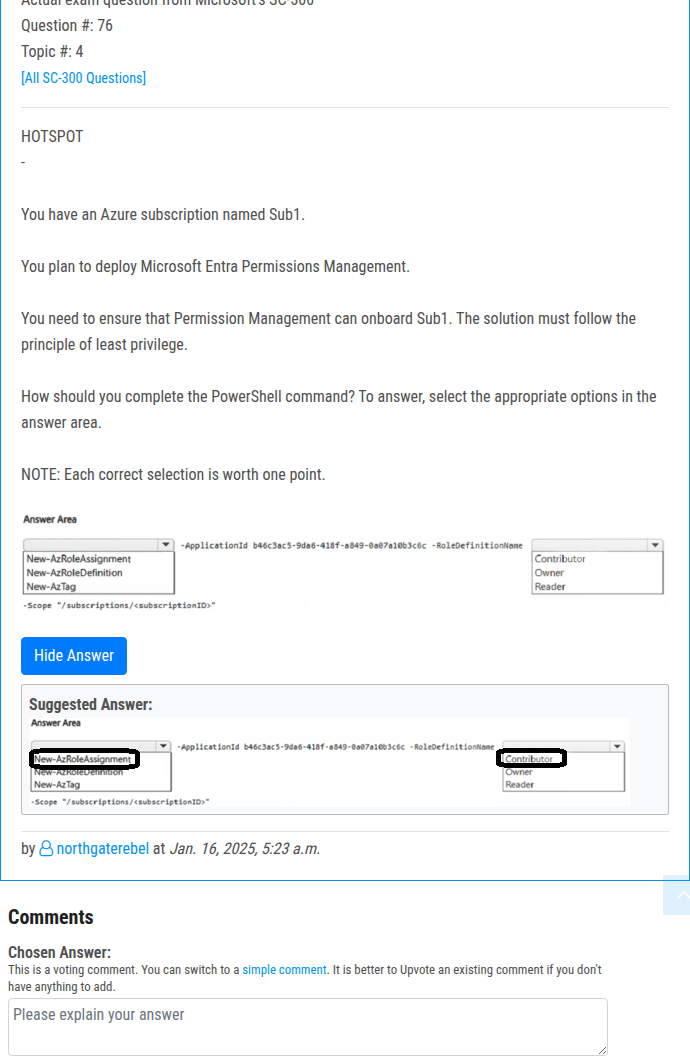 Actual exam question from Microsoft's SC-300
Question #: 76
Topic #: 4
[All SC-300 Questions]
HOTSPOT
-
You have an Azure subscription named Sub1.
You plan to deploy Microsoft Entra Permissions Management.
You need to ensure that Permission Management can onboard Sub1. The solution must follow the
principle of least privilege.
How should you complete the PowerShell command? To answer, select the appropriate options in the
answer area.
NOTE: Each correct selection is worth one point.
Answer Area
-ApplicationId b46c3ac5-9da6-418f-a849-0a07a10b3c6c -RoleDefinitionName
New-AzRoleAssignment
New-AzRoleDefinition
New-AzTag
Contributor
Owner
Reader
-Scope "/subscriptions/<subscriptionID>"
Hide Answer
Suggested Answer:
Answer Area
-ApplicationId b46c3ac5-9da6-418f-a849-0a07a10b3c6c -RoleDefinitionName
New-AzRoleAssignment
New-AzRoleDefinition
New-AzTag
Contributor
Owner
Reader
-Scope "/subscriptions/<subscriptionID>"
by northgaterebel at Jan. 16, 2025, 5:23 a.m.
Comments
Chosen Answer:
This is a voting comment. You can switch to a simple comment. It is better to Upvote an existing comment if you don't
have anything to add.
Please explain your answer